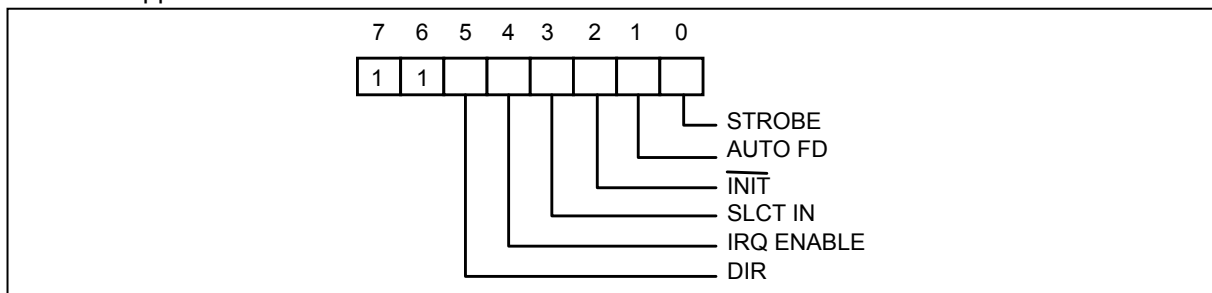 7 6 5 4 3 2 1 0
1 1
STROBE
AUTO FD
INIT
SLCT IN
IRQ ENABLE
DIR